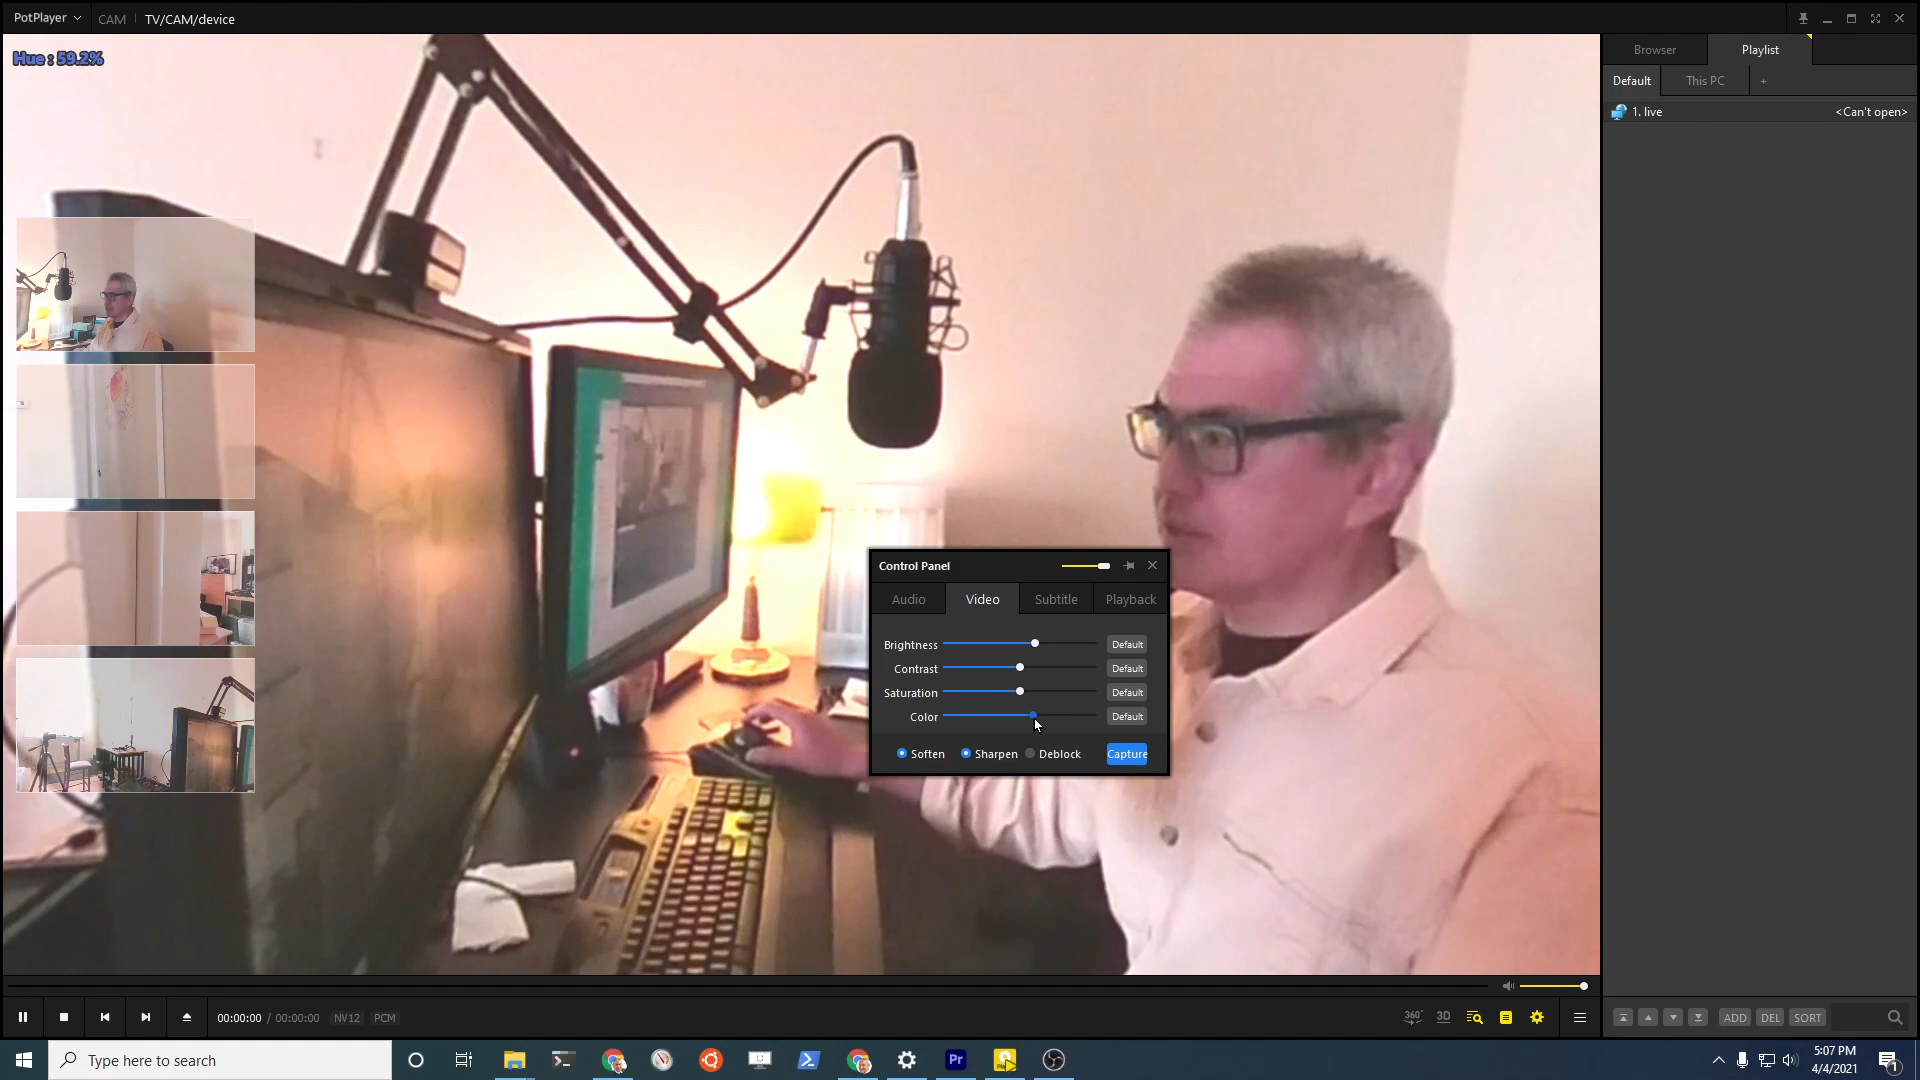 PotPlayer CAM TV/CAM/device
Hue : 59.2%
Browser Playlist
Default This PC +
1. live <Can't open>
Control Panel
Audio Video Subtitle Playback
Brightness Default
Contrast Default
Saturation Default
Color Default
Soften Sharpen Deblock Capture
00:00:00 / 00:00:00 NV12 PCM
360° 3D
ADD DEL SORT
Type here to search
Pr
5:07 PM
4/4/2021
1